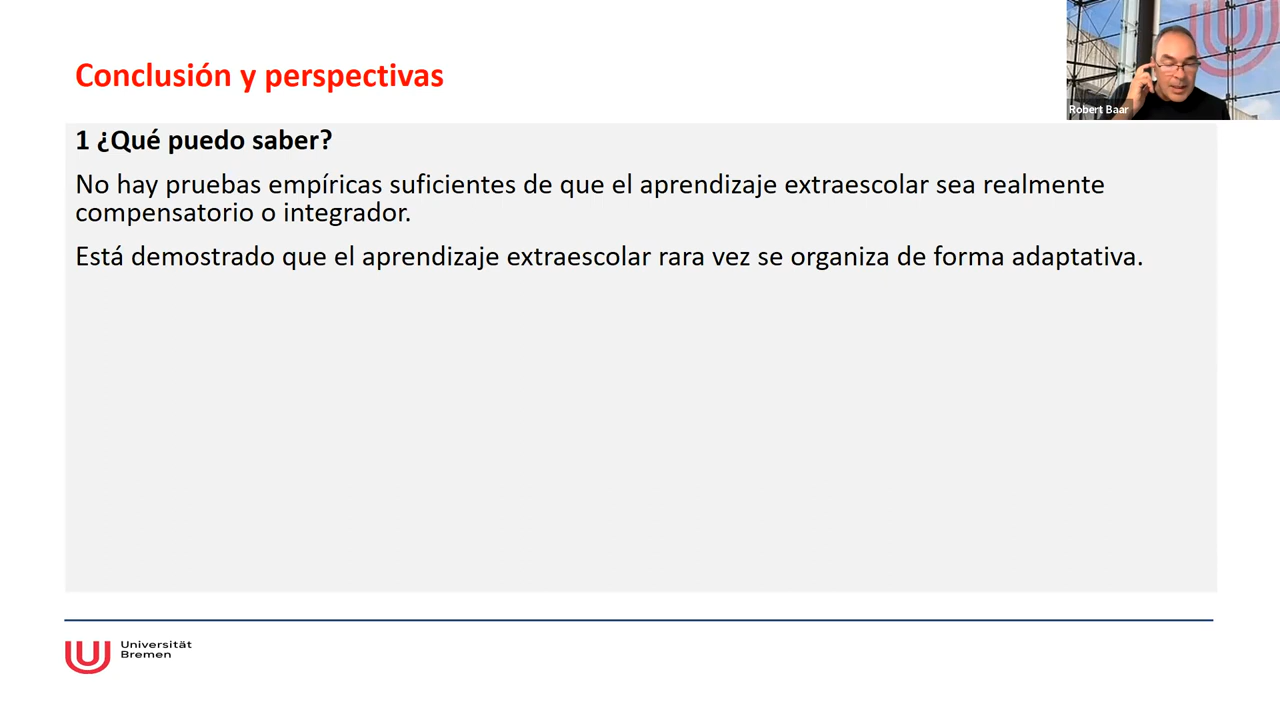 Conclusión y perspectivas
Robert Baar
1 ¿Qué puedo saber?
No hay pruebas empíricas suficientes de que el aprendizaje extraescolar sea realmente
compensatorio o integrador.
Está demostrado que el aprendizaje extraescolar rara vez se organiza de forma adaptativa.
Universität
Bremen